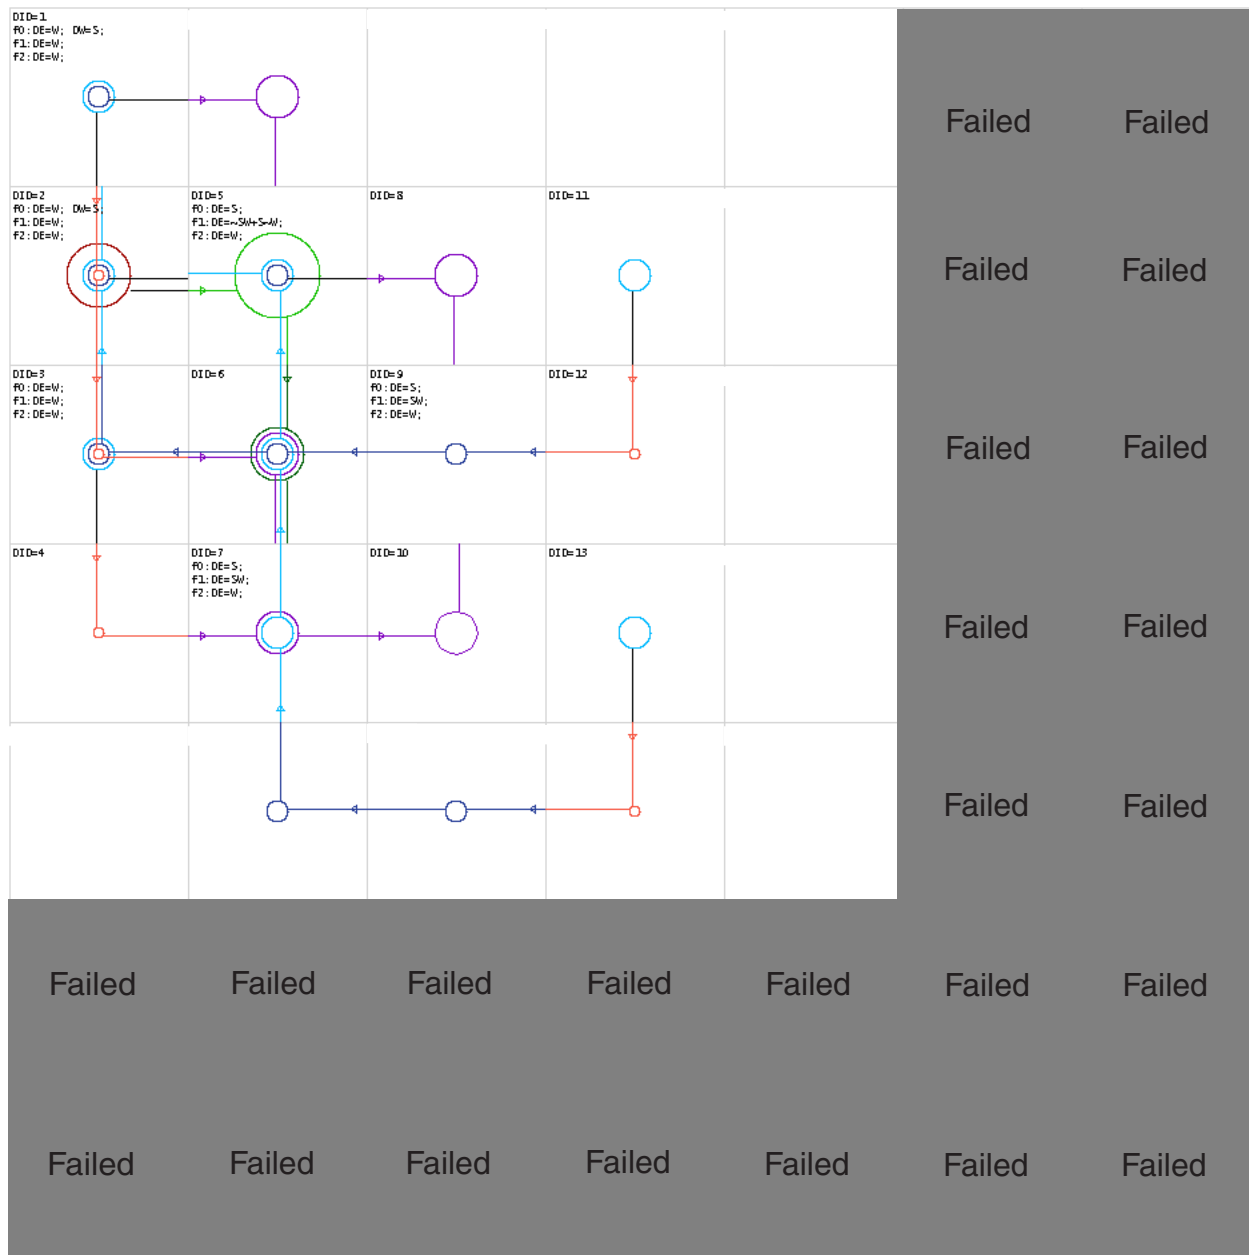 DID=1
f0:DE=W; DW=S;
f1:DE=W;
f2:DE=W;
Failed Failed
DID=2
f0:DE=W; DW=S;
f1:DE=W;
f2:DE=W;
DID=5
f0:DE=S;
f1:DE=~SW+S~W;
f2:DE=W;
DID=8
DID=11
Failed Failed
DID=3
f0:DE=W;
f1:DE=W;
f2:DE=W;
DID=6
DID=9
f0:DE=S;
f1:DE=SW;
f2:DE=W;
DID=12
Failed Failed
DID=4
DID=7
f0:DE=S;
f1:DE=SW;
f2:DE=W;
DID=10
DID=13
Failed Failed
Failed Failed
Failed Failed Failed Failed Failed Failed Failed
Failed Failed Failed Failed Failed Failed Failed